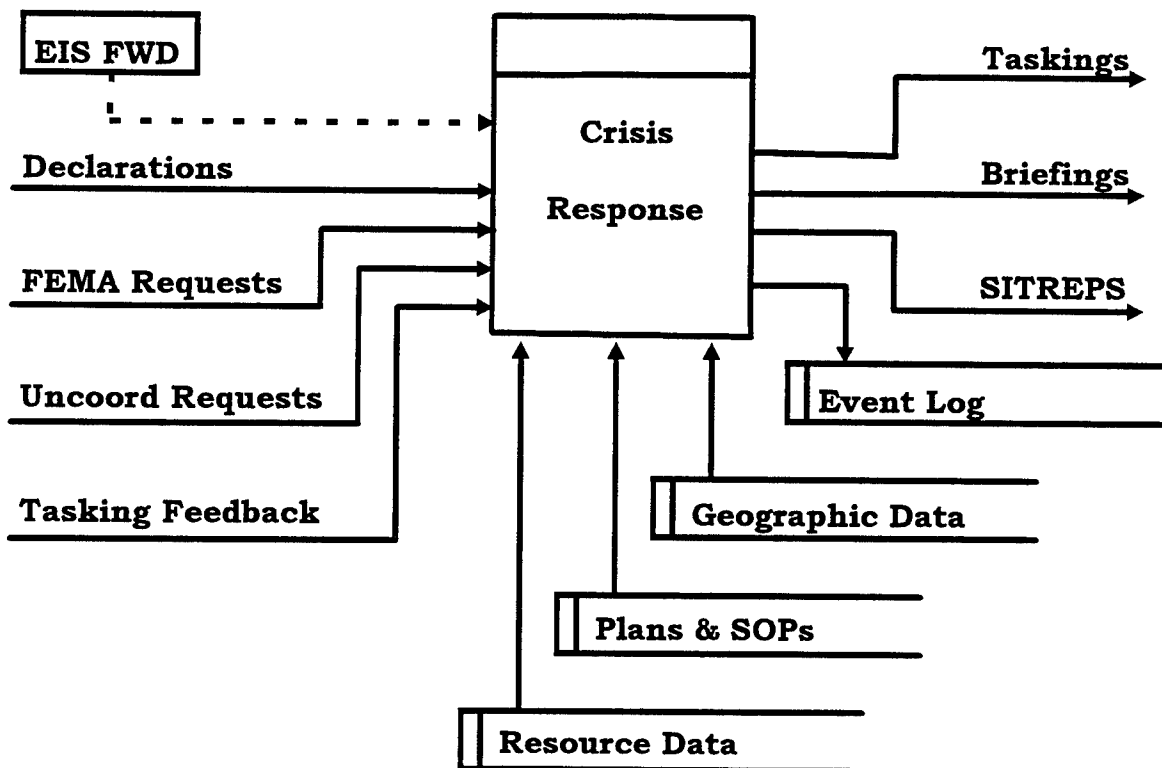 EIS FWD
Declarations
FEMA Requests
Uncoord Requests
Tasking Feedback
Crisis
Response
Taskings
Briefings
SITREPS
Event Log
Geographic Data
Plans & SOPs
Resource Data